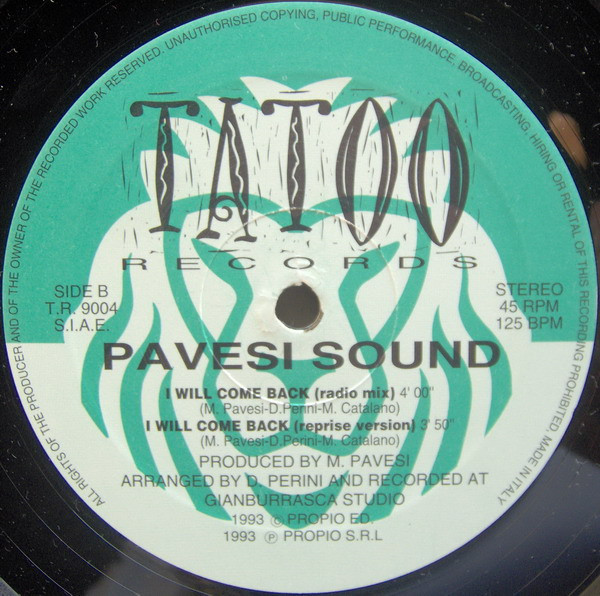 ALL RIGHTS OF THE PRODUCER AND OF THE OWNER OF THE RECORDED WORK RESERVED. UNAUTHORISED COPYING, PUBLIC PERFORMANCE, BROADCASTING, HIRING OR RENTAL OF THIS RECORDING PROHIBITED. MADE IN ITALY
TATOO
RECORDS
SIDE B
T.R. 9004
S.I.A.E.
STEREO
45 RPM
125 BPM
PAVESI SOUND
I WILL COME BACK (radio mix) 4' 00"
(M. Pavesi-D.Perini-M. Catalano)
I WILL COME BACK (reprise version) 3' 50"
(M. Pavesi-D.Perini-M. Catalano)
PRODUCED BY M. PAVESI
ARRANGED BY D. PERINI AND RECORDED AT
GIANBURRASCA STUDIO
1993 © PROPIO ED.
1993 ℗ PROPIO S.R.L